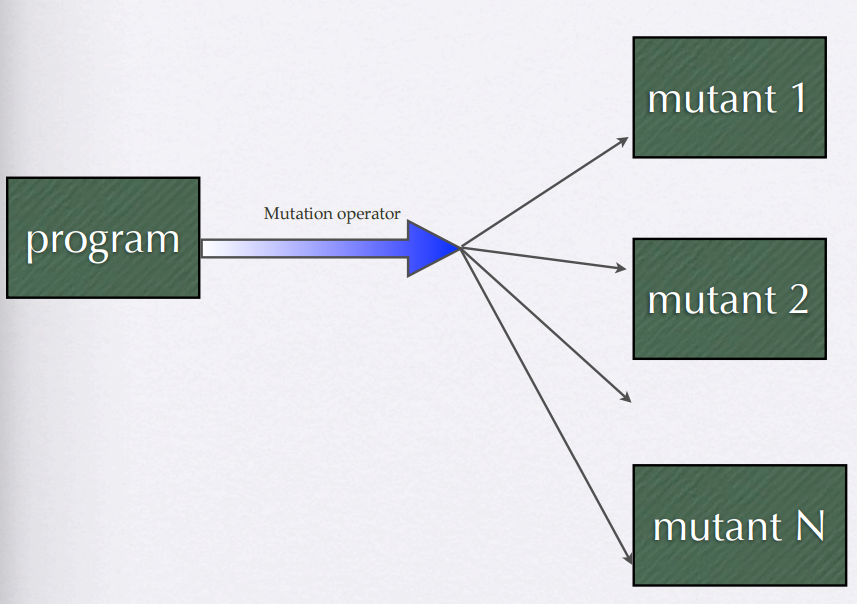 mutant 1
program
Mutation operator
mutant 2
mutant N